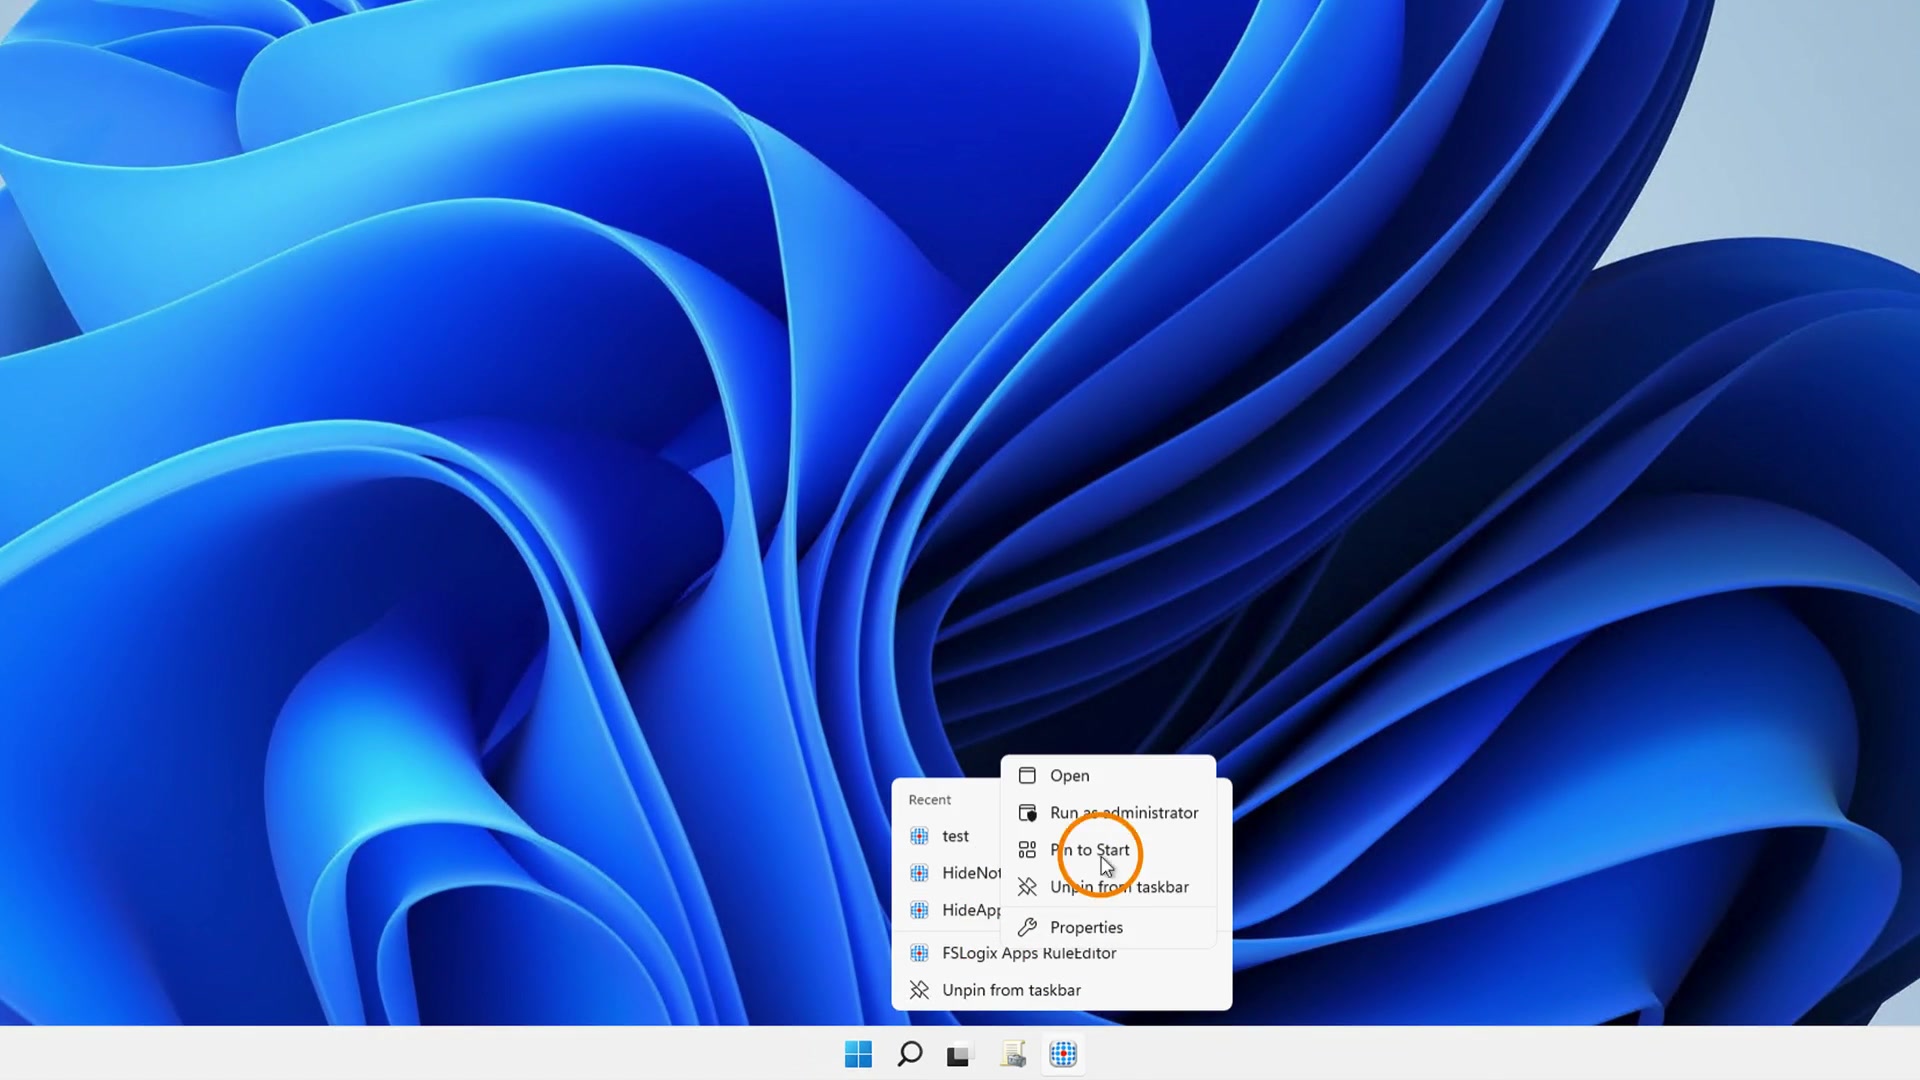 Open
Run as administrator
Pin to Start
Unpin from taskbar
Properties
Recent
test
HideNot
HideApp
FSLogix Apps RuleEditor
Unpin from taskbar